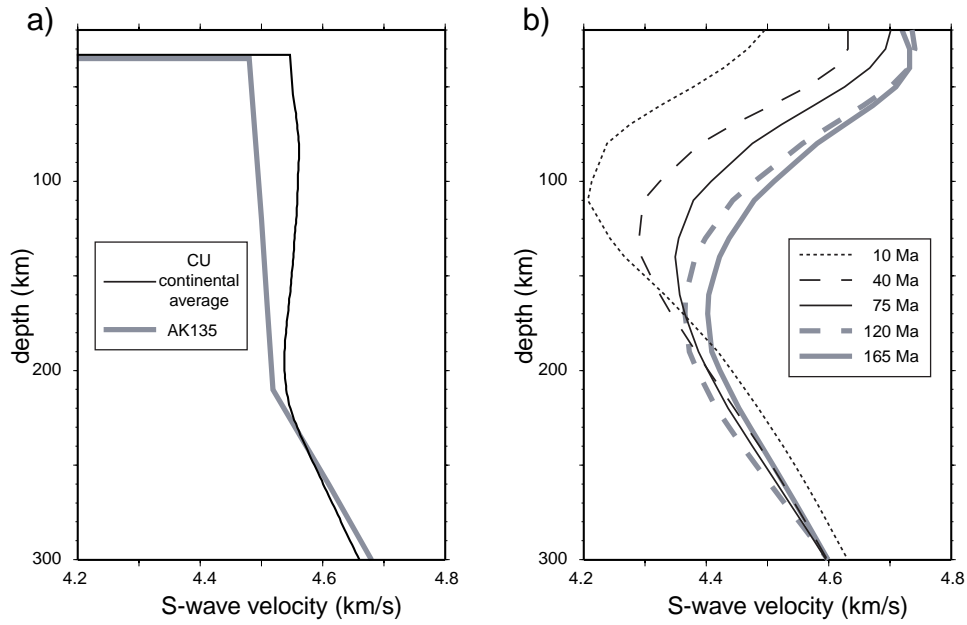 a)
100
200
300
depth (km)
4.2
4.4
4.6
4.8
S-wave velocity (km/s)
CU
continental
average
AK135
b)
100
200
300
depth (km)
4.2
4.4
4.6
4.8
S-wave velocity (km/s)
10 Ma
40 Ma
75 Ma
120 Ma
165 Ma